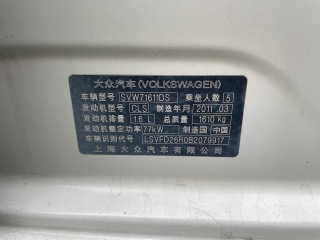 大众汽车(VOLKSWAGEN)
车辆型号 SVW71611DS 乘坐人数 5
发动机型号 CLS 制造年月 2011.03
发动机排量 1.6 L 总质量 1610 kg
发动机额定功率 77kW 制造国 中国
车辆识别代号 LSVFD26R0B2079917
上海大众汽车有限公司